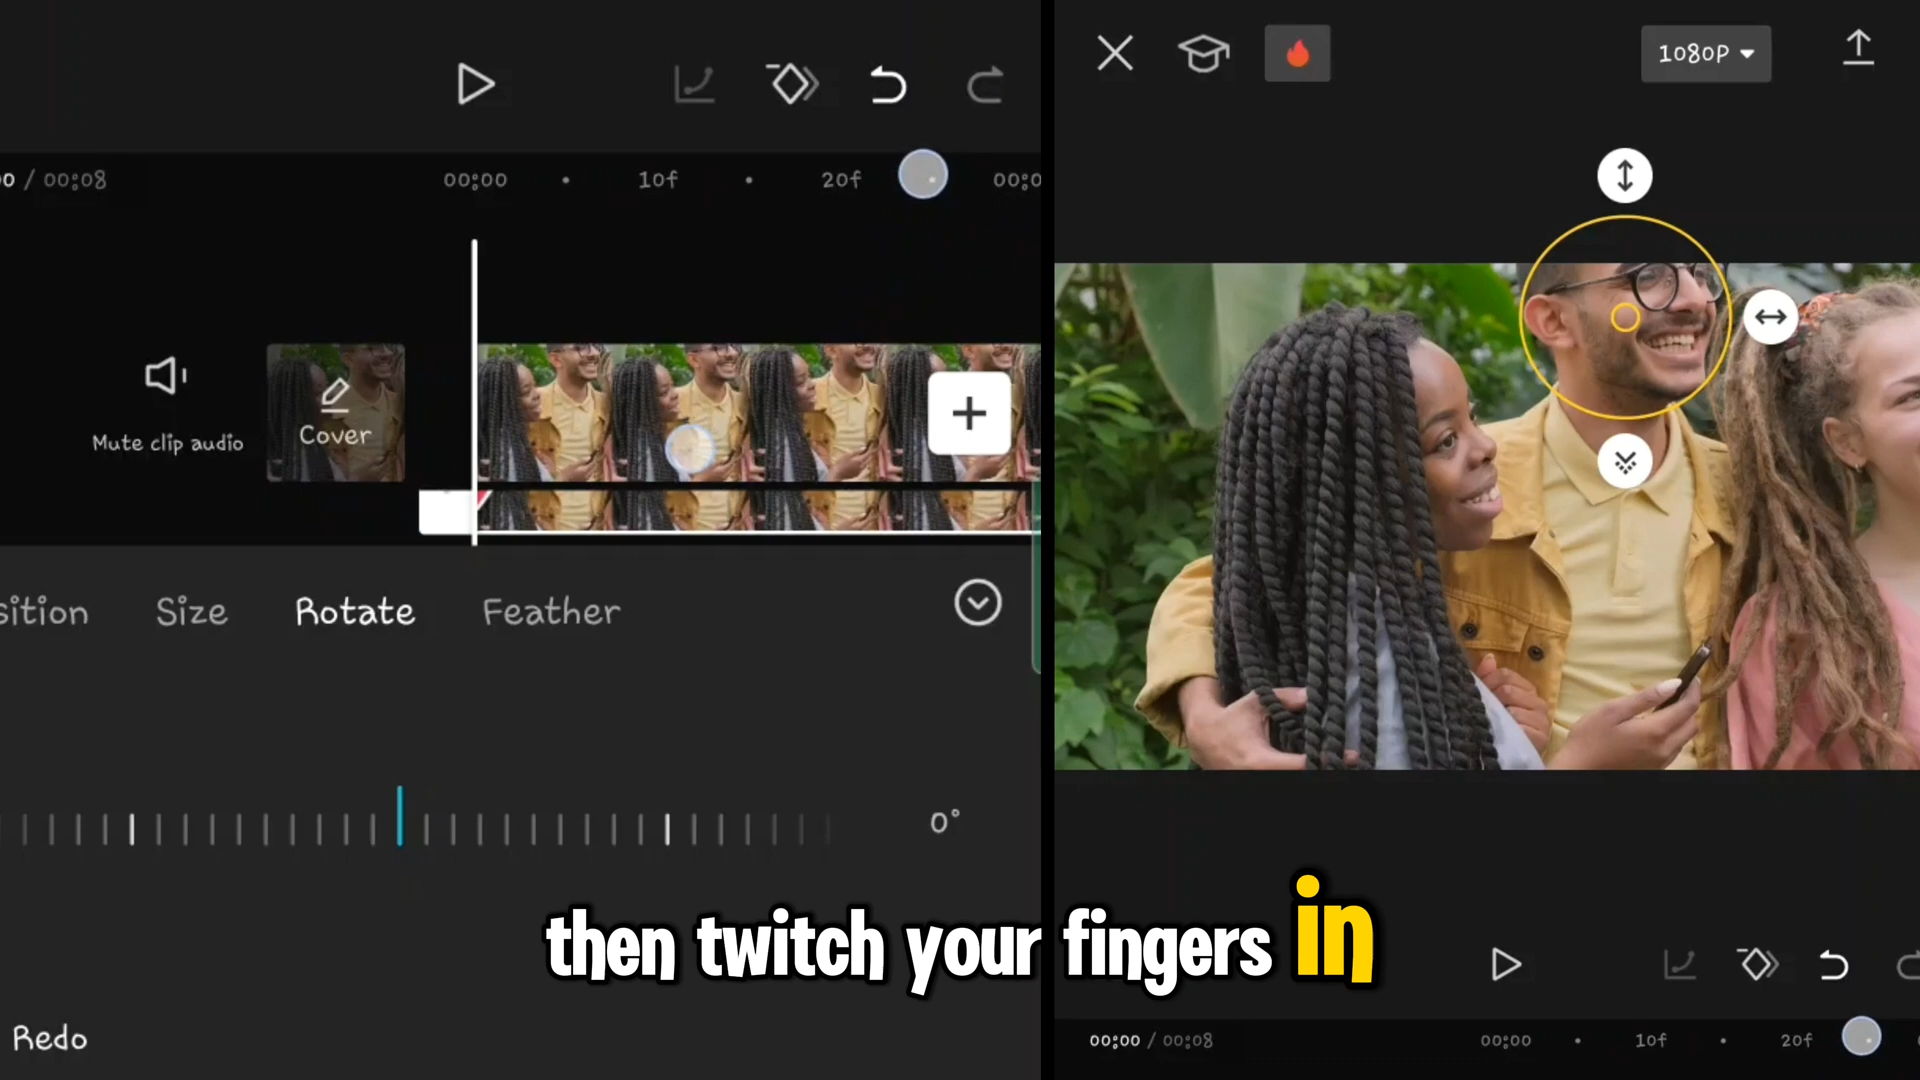 1080P
00 / 00:08
00:00
10f
20f
00:0
Mute clip audio
Cover
sition
Size
Rotate
Feather
0°
then twitch your fingers in
Redo
00:00 / 00:08
00:00
10f
20f